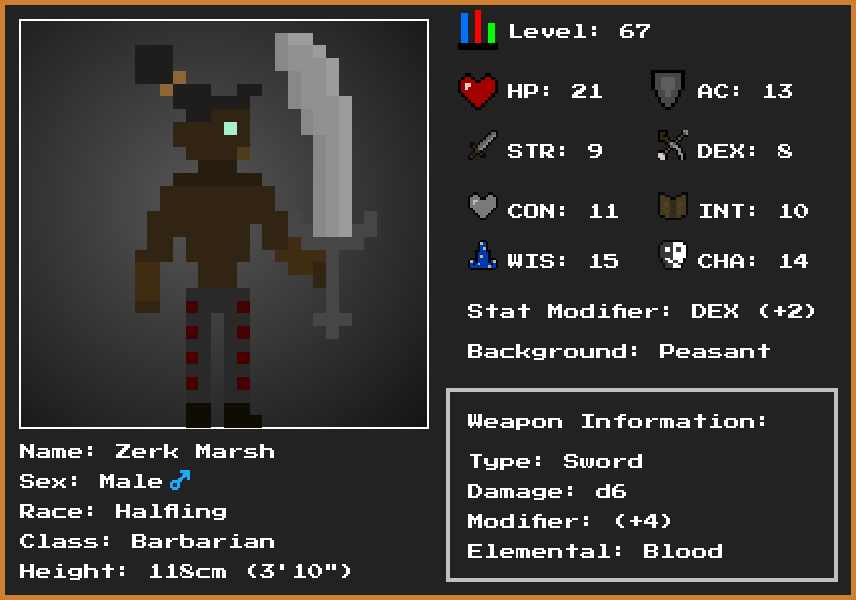 Level: 67
HP: 21 AC: 13
STR: 9 DEX: 8
CON: 11 INT: 10
WIS: 15 CHA: 14
Stat Modifier: DEX (+2)
Background: Peasant
Weapon Information:
Type: Sword
Damage: d6
Modifier: (+4)
Elemental: Blood
Name: Zerk Marsh
Sex: Male ♂
Race: Halfling
Class: Barbarian
Height: 118cm (3'10")